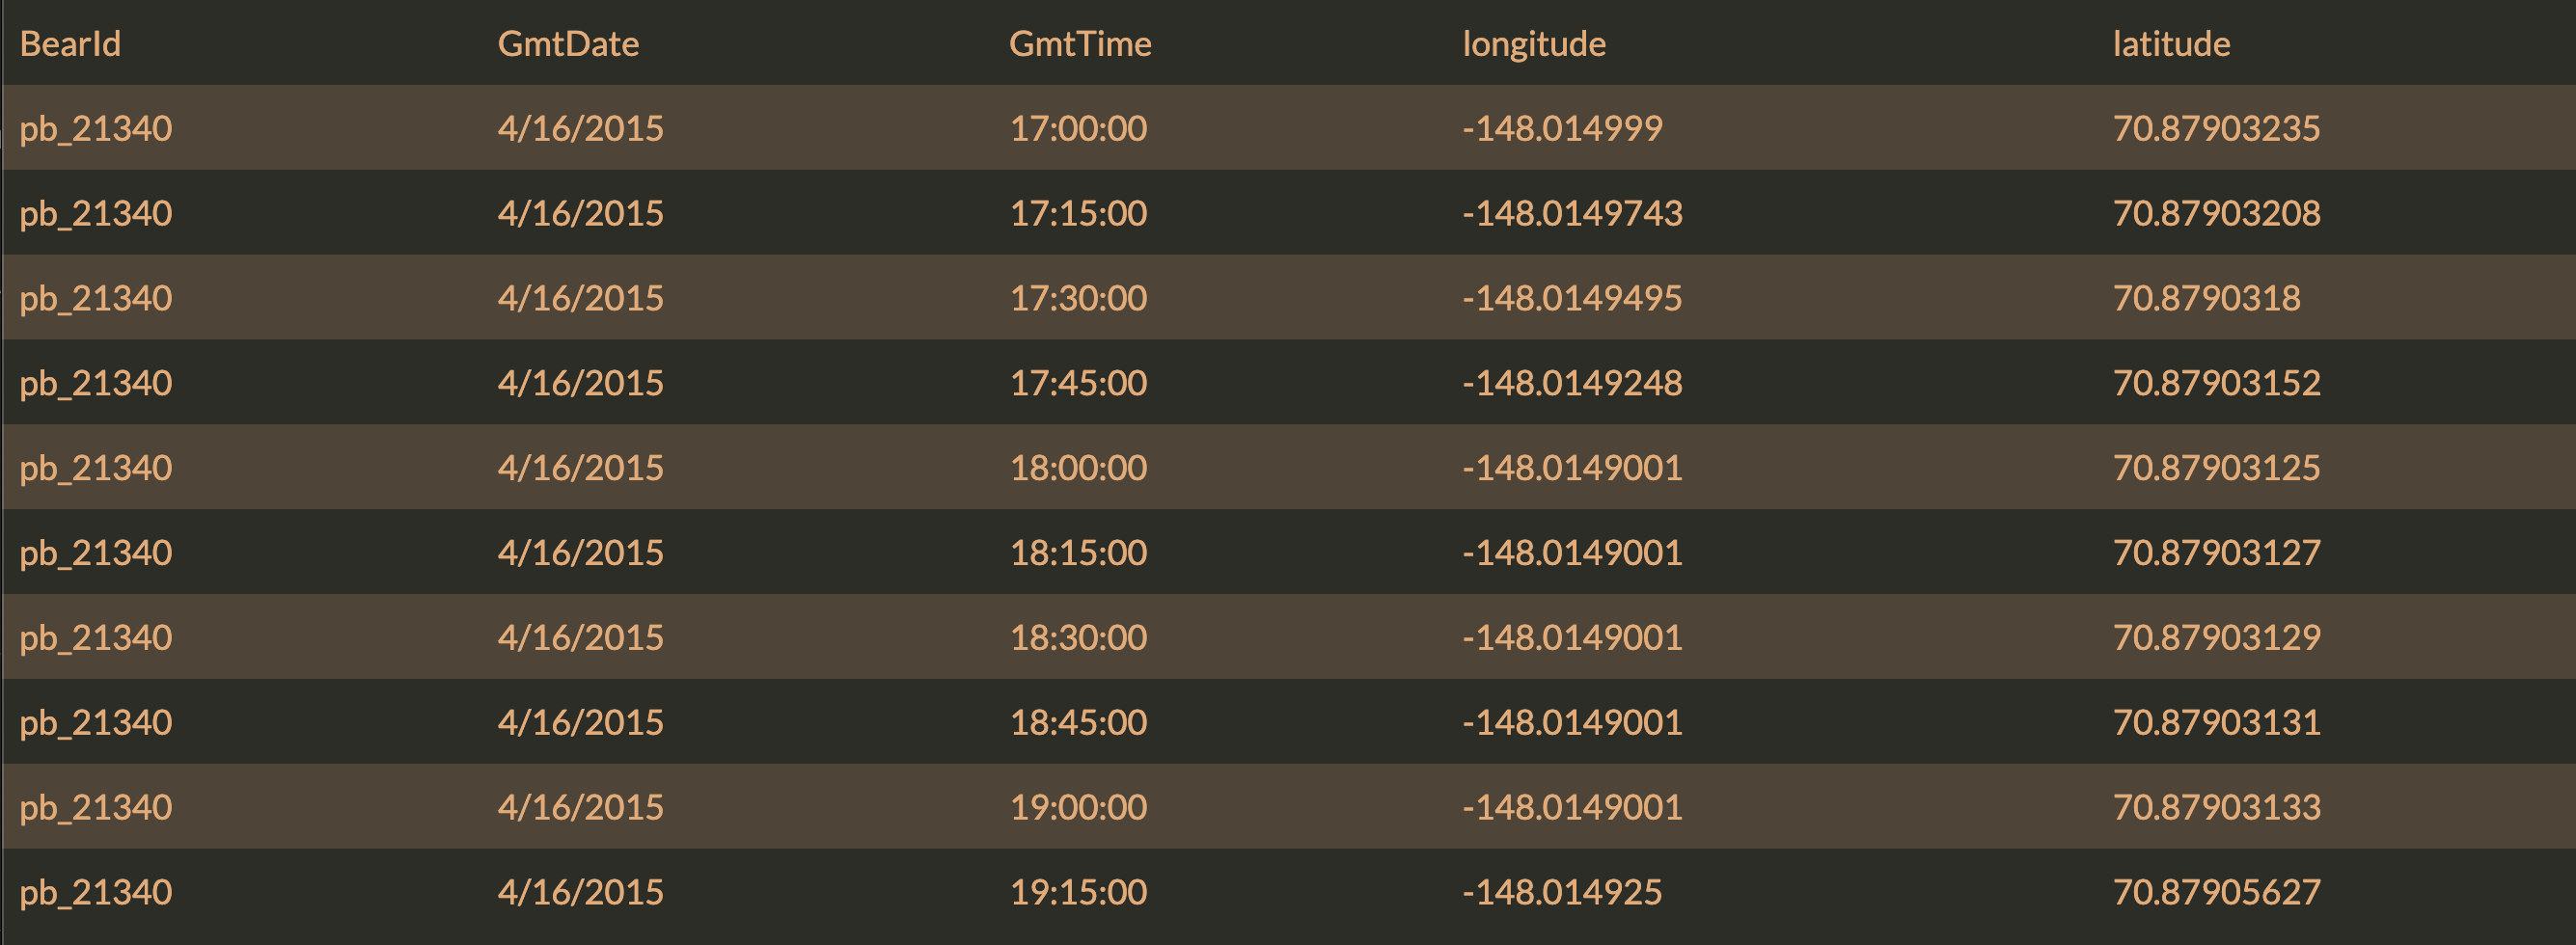 BearId GmtDate GmtTime longitude latitude
pb_21340 4/16/2015 17:00:00 -148.014999 70.87903235
pb_21340 4/16/2015 17:15:00 -148.0149743 70.87903208
pb_21340 4/16/2015 17:30:00 -148.0149495 70.8790318
pb_21340 4/16/2015 17:45:00 -148.0149248 70.87903152
pb_21340 4/16/2015 18:00:00 -148.0149001 70.87903125
pb_21340 4/16/2015 18:15:00 -148.0149001 70.87903127
pb_21340 4/16/2015 18:30:00 -148.0149001 70.87903129
pb_21340 4/16/2015 18:45:00 -148.0149001 70.87903131
pb_21340 4/16/2015 19:00:00 -148.0149001 70.87903133
pb_21340 4/16/2015 19:15:00 -148.014925 70.87905627